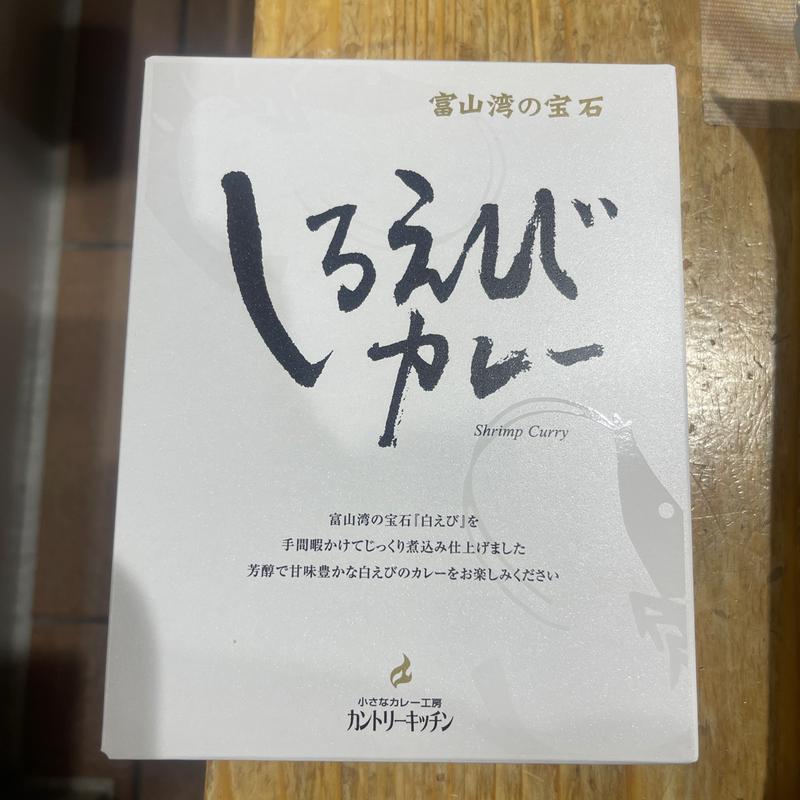 富山湾の宝石
しろえび
カレー
Shrimp Curry
富山湾の宝石『白えび』を
手間暇かけてじっくり煮込み仕上げました
芳醇で甘味豊かな白えびのカレーをお楽しみください
小さなカレー工房
カントリーキッチン